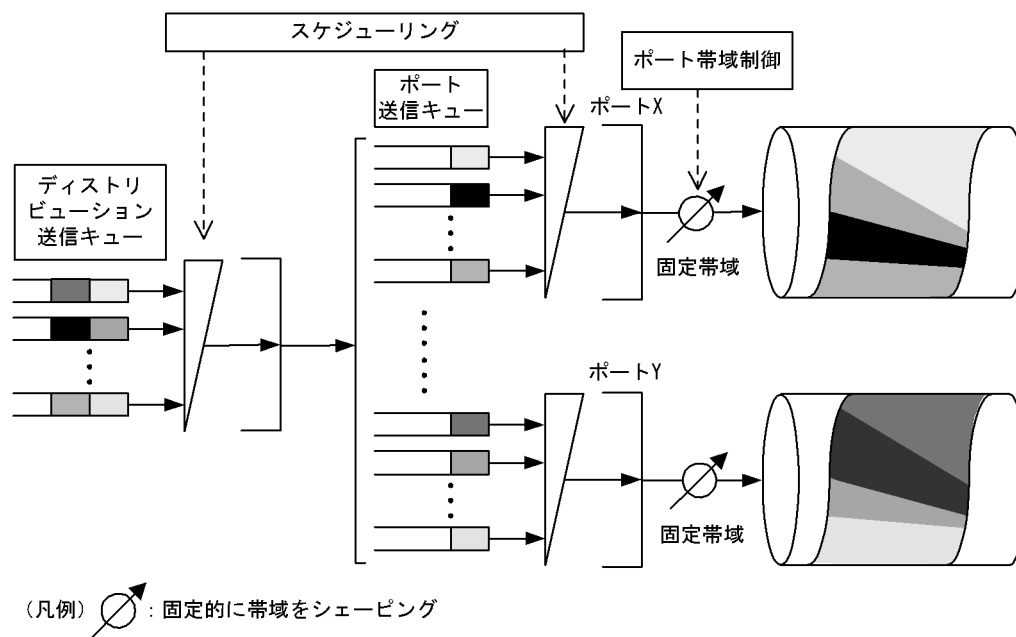 スケジューリング
ポート帯域制御
ポート
送信キュー
ポートX
ディストリ
ビューション
送信キュー
固定帯域
ポートY
固定帯域
(凡例) : 固定的に帯域をシェーピング